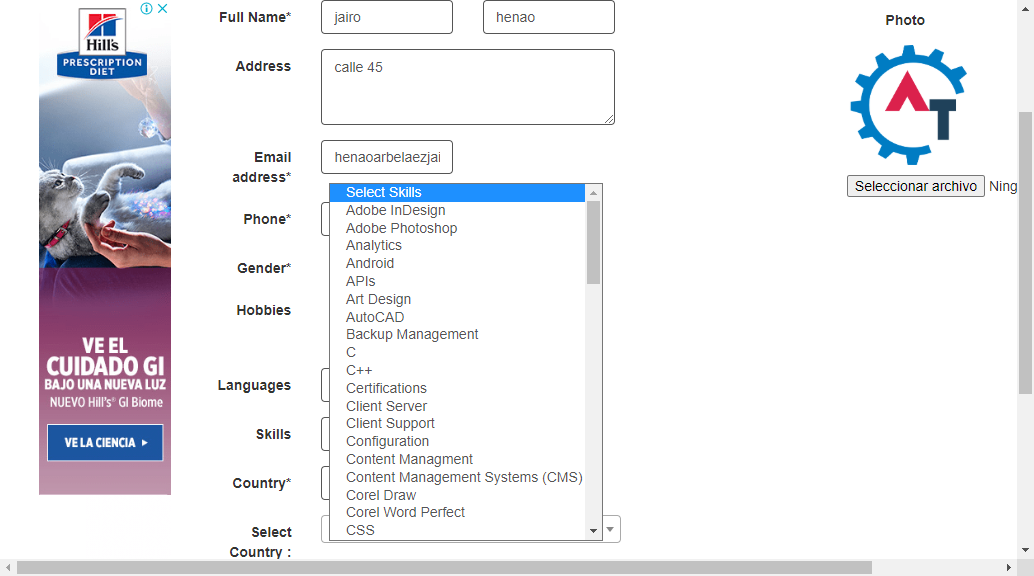 Hill's
PRESCRIPTION
DIET
VE EL
CUIDADO GI
BAJO UNA NUEVA LUZ
NUEVO Hill's® GI Biome
VE LA CIENCIA
Full Name*
jairo
henao
Address
calle 45
Email
address*
henaoarbelaezjai
Phone*
Gender*
Hobbies
Languages
Skills
Country*
Select
Country :
Select Skills
Adobe InDesign
Adobe Photoshop
Analytics
Android
APIs
Art Design
AutoCAD
Backup Management
C
C++
Certifications
Client Server
Client Support
Configuration
Content Managment
Content Management Systems (CMS)
Corel Draw
Corel Word Perfect
CSS
Photo
AT
Seleccionar archivo Ning